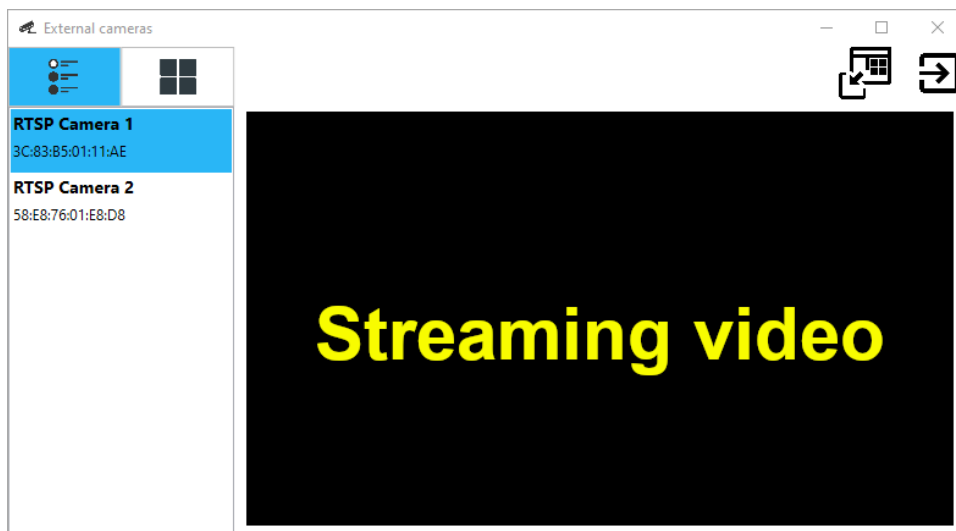 External cameras
RTSP Camera 1
3C:83:B5:01:11:AE
RTSP Camera 2
58:E8:76:01:E8:D8
Streaming video